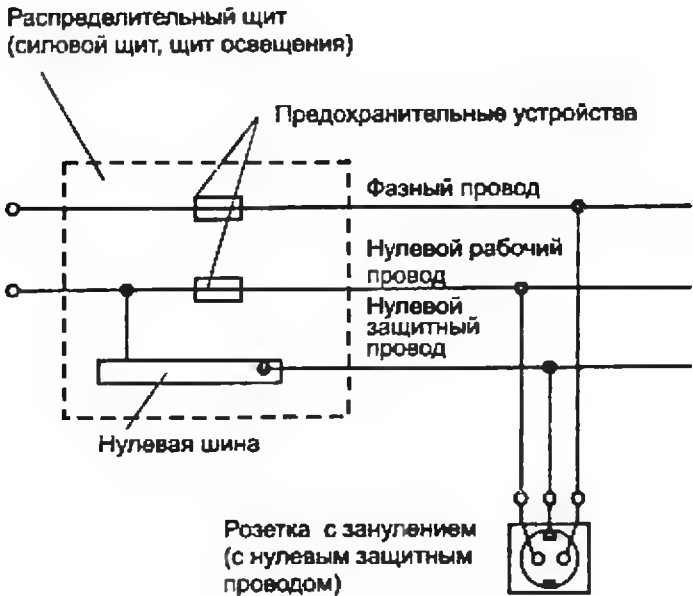 Распределительный щит
(силовой щит, щит освещения)
Предохранительные устройства
Фазный провод
Нулевой рабочий
провод
Нулевой
защитный
провод
Нулевая шина
Розетка с занулением
(с нулевым защитным
проводом)